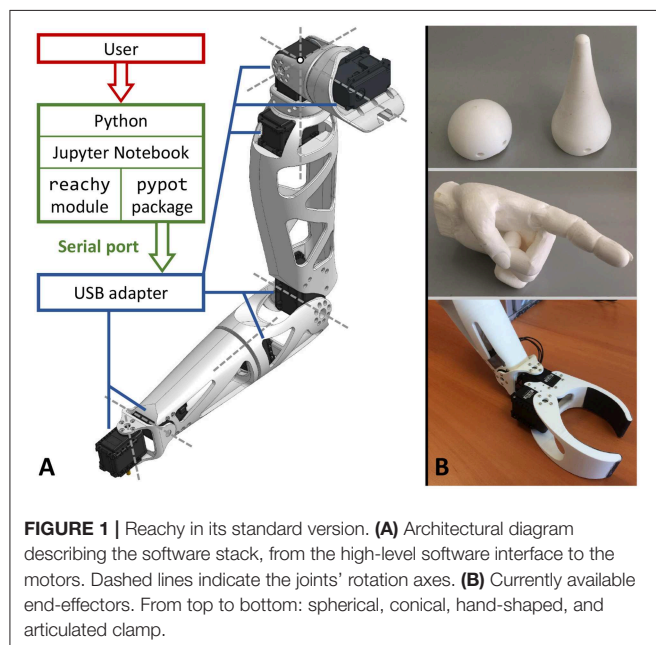 User
Python
Jupyter Notebook
reachy pypot
module package
Serial port
USB adapter
A
B
FIGURE 1 | Reachy in its standard version. (A) Architectural diagram
describing the software stack, from the high-level software interface to the
motors. Dashed lines indicate the joints' rotation axes. (B) Currently available
end-effectors. From top to bottom: spherical, conical, hand-shaped, and
articulated clamp.